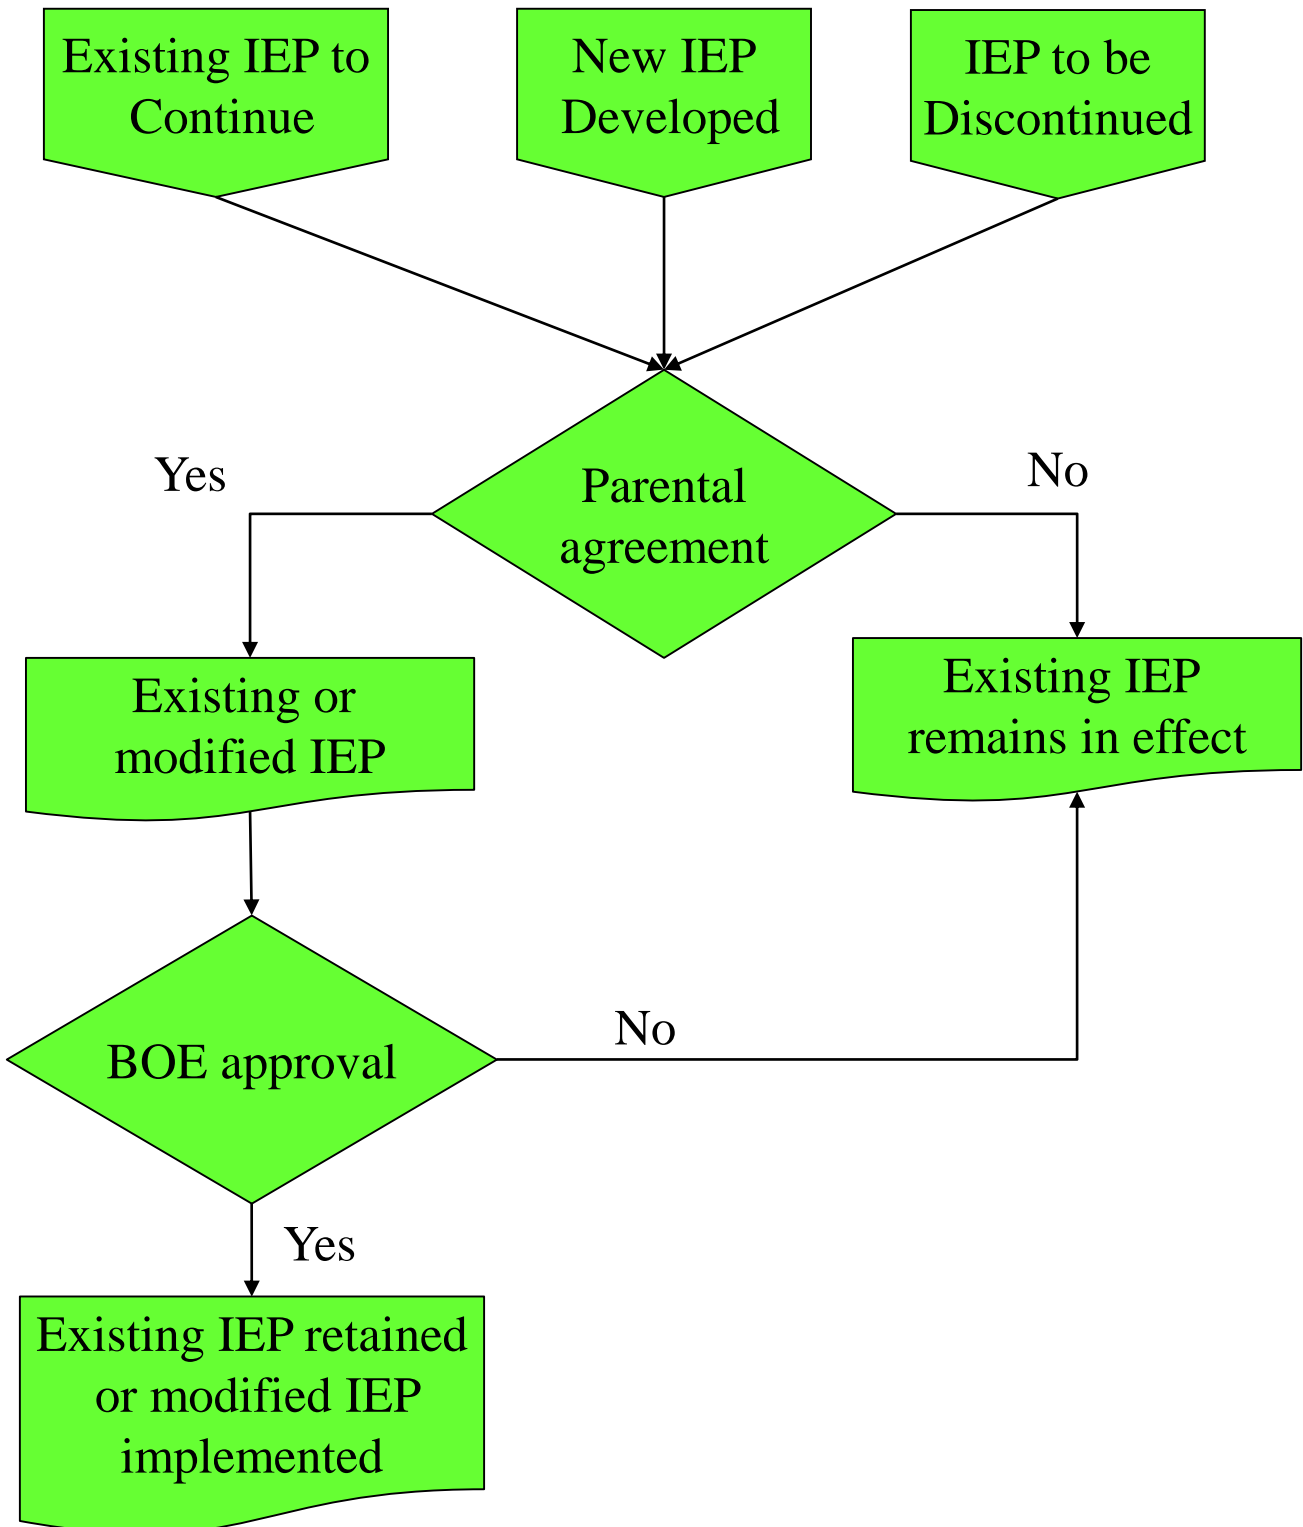 Existing IEP to
Continue
New IEP
Developed
IEP to be
Discontinued
Yes
No
Parental
agreement
Existing or
modified IEP
Existing IEP
remains in effect
No
BOE approval
Yes
Existing IEP retained
or modified IEP
implemented